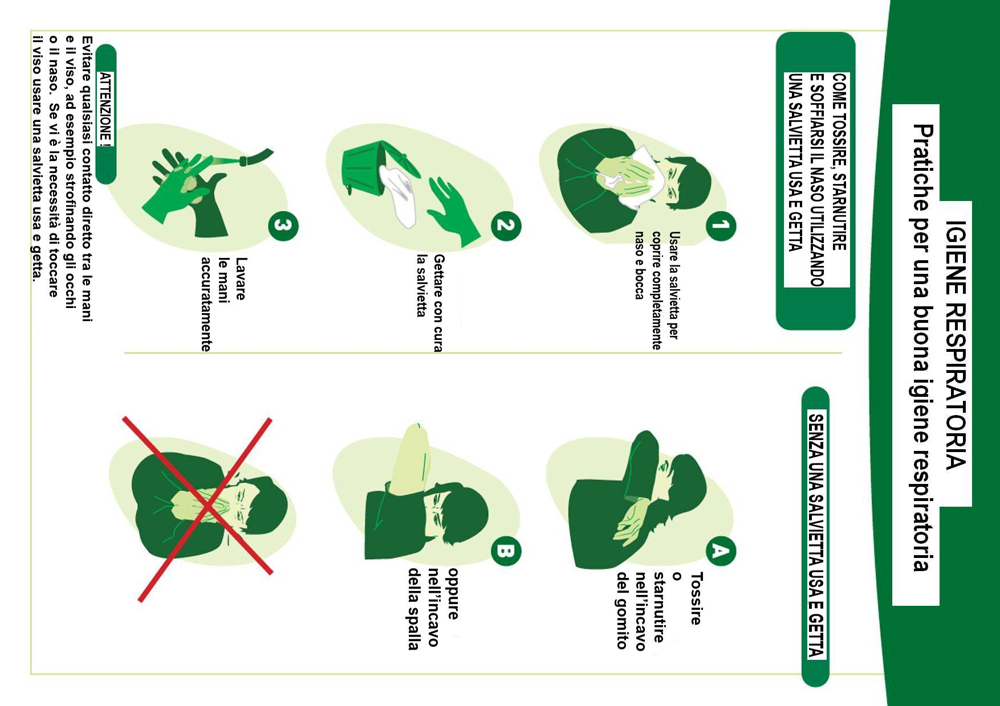 IGIENE RESPIRATORIA
Pratiche per una buona igiene respiratoria
COME TOSSIRE, STARNUTIRE
E SOFFIARSI IL NASO UTILIZZANDO
UNA SALVIETTA USA E GETTA
1
Usare la salvietta per
coprire completamente
naso e bocca
2
Gettare con cura
la salvietta
3
Lavare
le mani
accuratamente
ATTENZIONE !
Evitare qualsiasi contatto diretto tra le mani
e il viso, ad esempio strofinando gli occhi
o il naso. Se vi è la necessità di toccare
il viso usare una salvietta usa e getta.
SENZA UNA SALVIETTA USA E GETTA
A
Tossire
o
starnutire
nell'incavo
del gomito
B
oppure
nell'incavo
della spalla